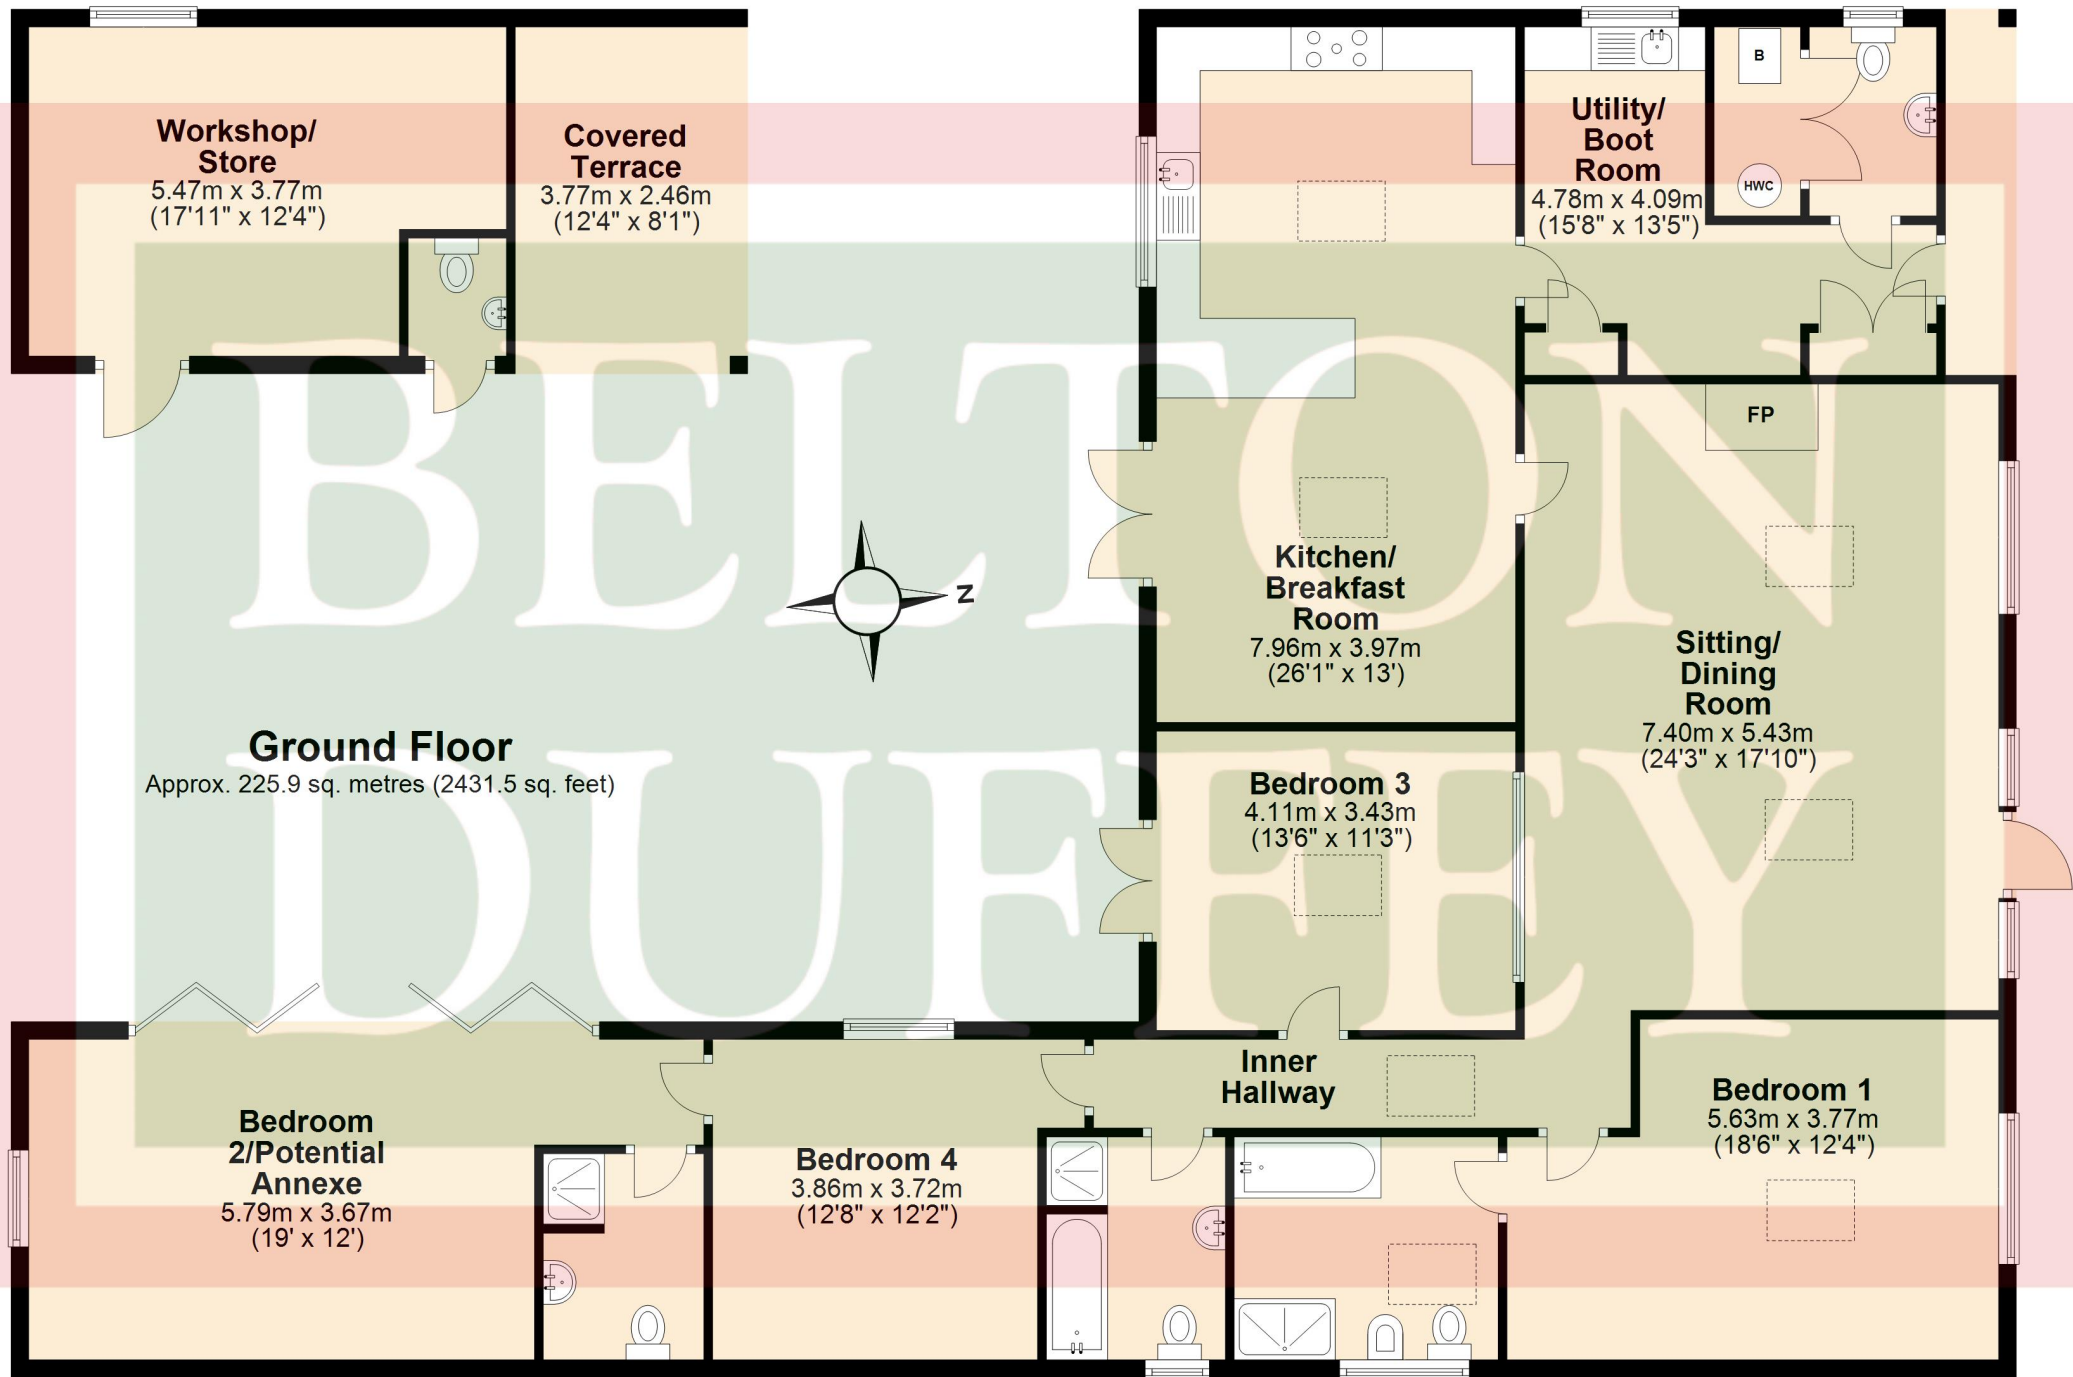 Workshop/
Store
5.47m x 3.77m
(17'11" x 12'4")
Covered
Terrace
3.77m x 2.46m
(12'4" x 8'1")
Utility/
Boot
Room
4.78m x 4.09m
(15'8" x 13'5")
B
HWC
FP
Kitchen/
Breakfast
Room
7.96m x 3.97m
(26'1" x 13')
Sitting/
Dining
Room
7.40m x 5.43m
(24'3" x 17'10")
N
Ground Floor
Approx. 225.9 sq. metres (2431.5 sq. feet)
Bedroom 3
4.11m x 3.43m
(13'6" x 11'3")
Inner
Hallway
Bedroom 1
5.63m x 3.77m
(18'6" x 12'4")
Bedroom
2/Potential
Annexe
5.79m x 3.67m
(19' x 12')
Bedroom 4
3.86m x 3.72m
(12'8" x 12'2")
BELTON
DUFFEY